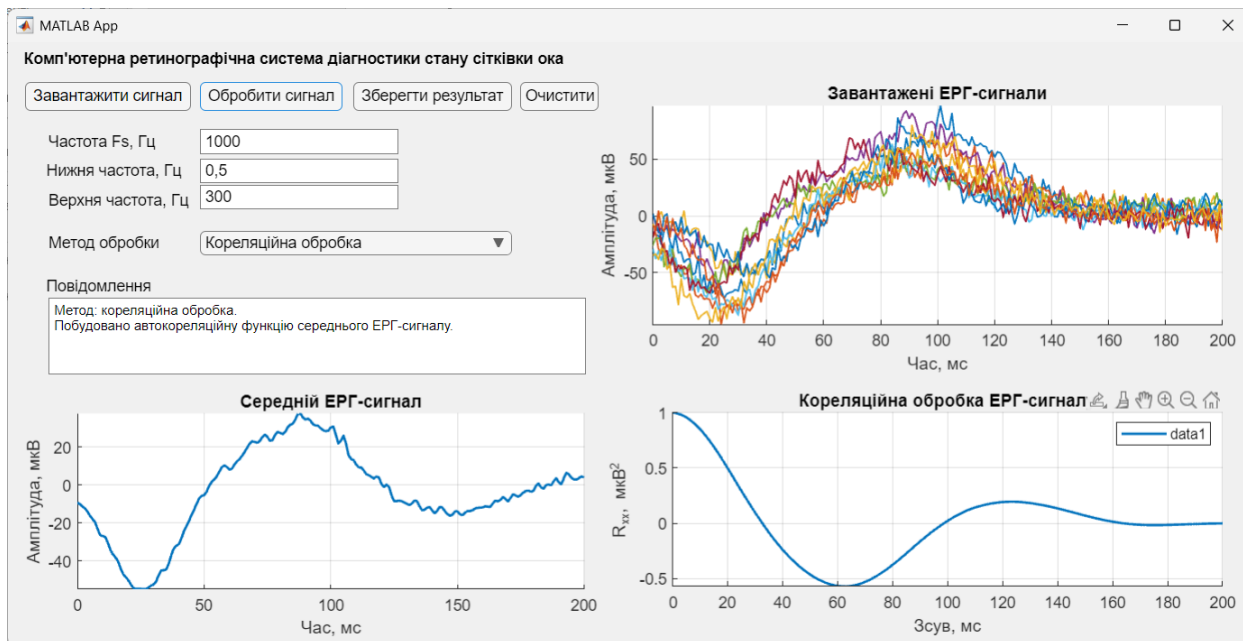 MATLAB App
Комп'ютерна ретинографічна система діагностики стану сітківки ока
Завантажити сигнал
Обробити сигнал
Зберегти результат
Очистити
Частота Fs, Гц
1000
Нижня частота, Гц
0,5
Верхня частота, Гц
300
Метод обробки
Кореляційна обробка
Повідомлення
Метод: кореляційна обробка.
Побудовано автокореляційну функцію середнього ЕРГ-сигналу.
Завантажені ЕРГ-сигнали
Амплітуда, мкВ
50
0
-50
0 20 40 60 80 100 120 140 160 180 200
Час, мс
Середній ЕРГ-сигнал
Амплітуда, мкВ
20
0
-20
-40
0 50 100 150 200
Час, мс
Кореляційна обробка ЕРГ-сигнал
data1
Rxx, мкВ²
1
0.5
0
-0.5
0 20 40 60 80 100 120 140 160 180 200
Зсув, мс